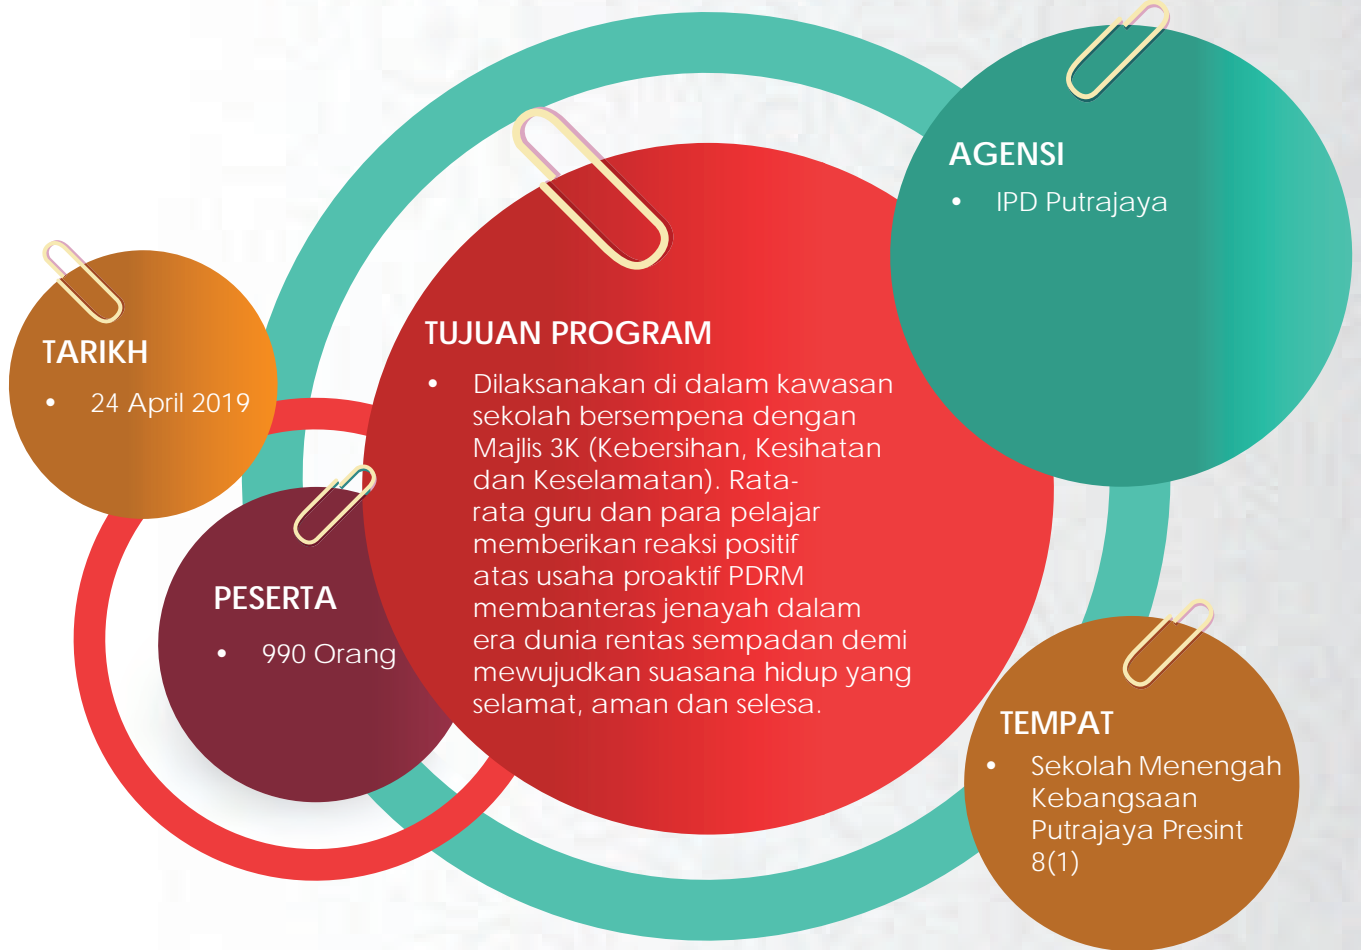 AGENSI
• IPD Putrajaya
TARIKH
• 24 April 2019
TUJUAN PROGRAM
• Dilaksanakan di dalam kawasan
sekolah bersempena dengan
Majlis 3K (Kebersihan, Kesihatan
dan Keselamatan). Rata-
rata guru dan para pelajar
memberikan reaksi positif
atas usaha proaktif PDRM
membanteras jenayah dalam
era dunia rentas sempadan demi
mewujudkan suasana hidup yang
selamat, aman dan selesa.
PESERTA
• 990 Orang
TEMPAT
• Sekolah Menengah
Kebangsaan
Putrajaya Presint
8(1)